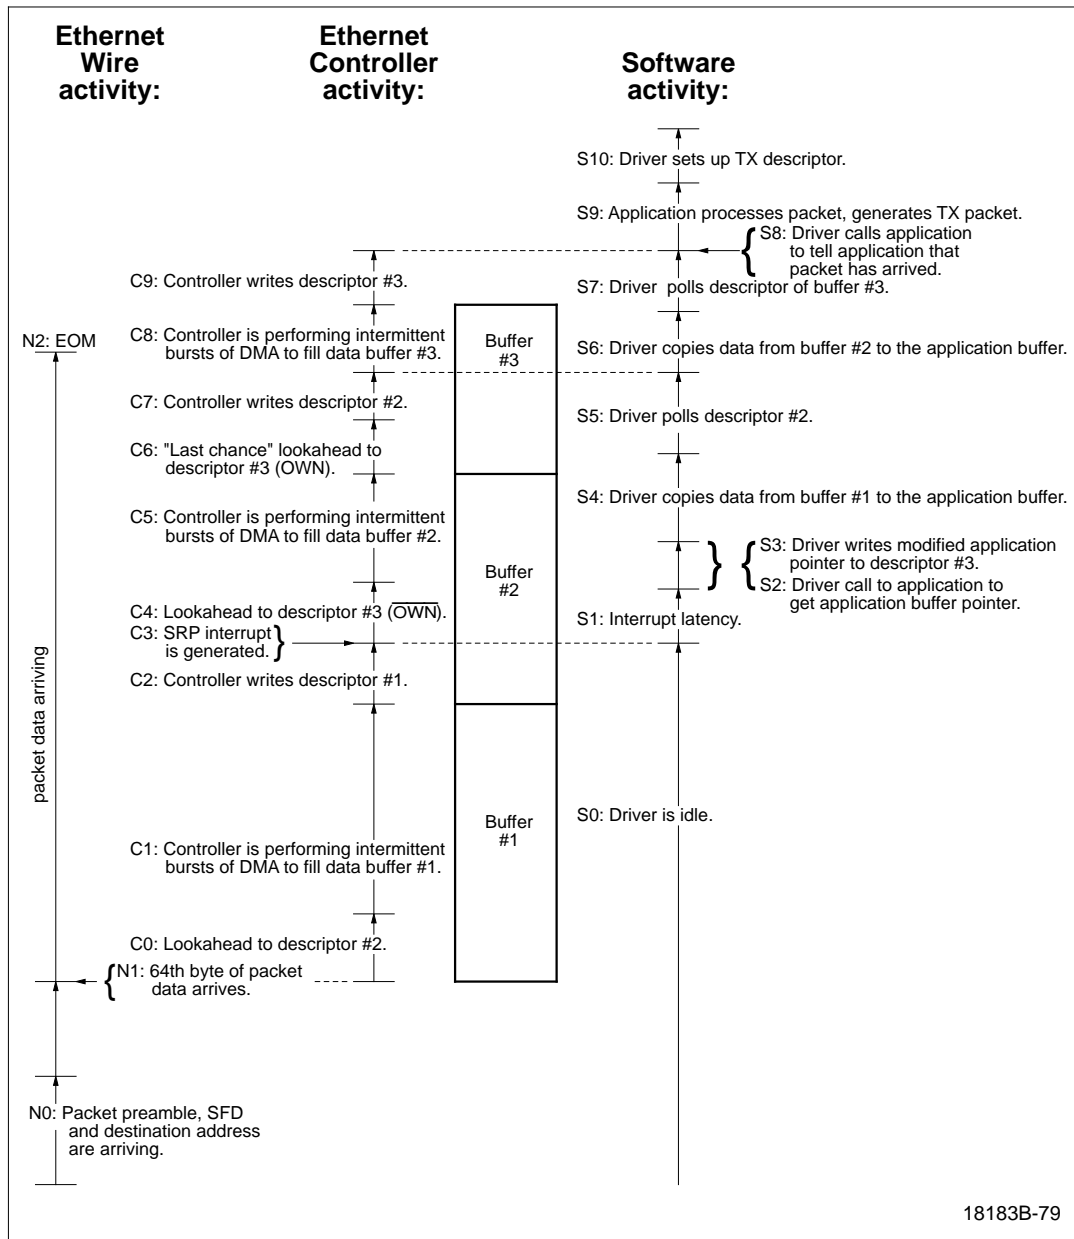 Ethernet
Wire
activity:
Ethernet
Controller
activity:
Software
activity:
S10: Driver sets up TX descriptor.
S9: Application processes packet, generates TX packet.
S8: Driver calls application
to tell application that
packet has arrived.
C9: Controller writes descriptor #3.
S7: Driver polls descriptor of buffer #3.
N2: EOM
C8: Controller is performing intermittent
bursts of DMA to fill data buffer #3.
Buffer
#3
S6: Driver copies data from buffer #2 to the application buffer.
C7: Controller writes descriptor #2.
S5: Driver polls descriptor #2.
C6: "Last chance" lookahead to
descriptor #3 (OWN).
S4: Driver copies data from buffer #1 to the application buffer.
C5: Controller is performing intermittent
bursts of DMA to fill data buffer #2.
S3: Driver writes modified application
pointer to descriptor #3.
Buffer
#2
S2: Driver call to application to
get application buffer pointer.
C4: Lookahead to descriptor #3 (OWN).
S1: Interrupt latency.
C3: SRP interrupt
is generated.
C2: Controller writes descriptor #1.
packet data arriving
S0: Driver is idle.
Buffer
#1
C1: Controller is performing intermittent
bursts of DMA to fill data buffer #1.
C0: Lookahead to descriptor #2.
N1: 64th byte of packet
data arrives.
N0: Packet preamble, SFD
and destination address
are arriving.
18183B-79